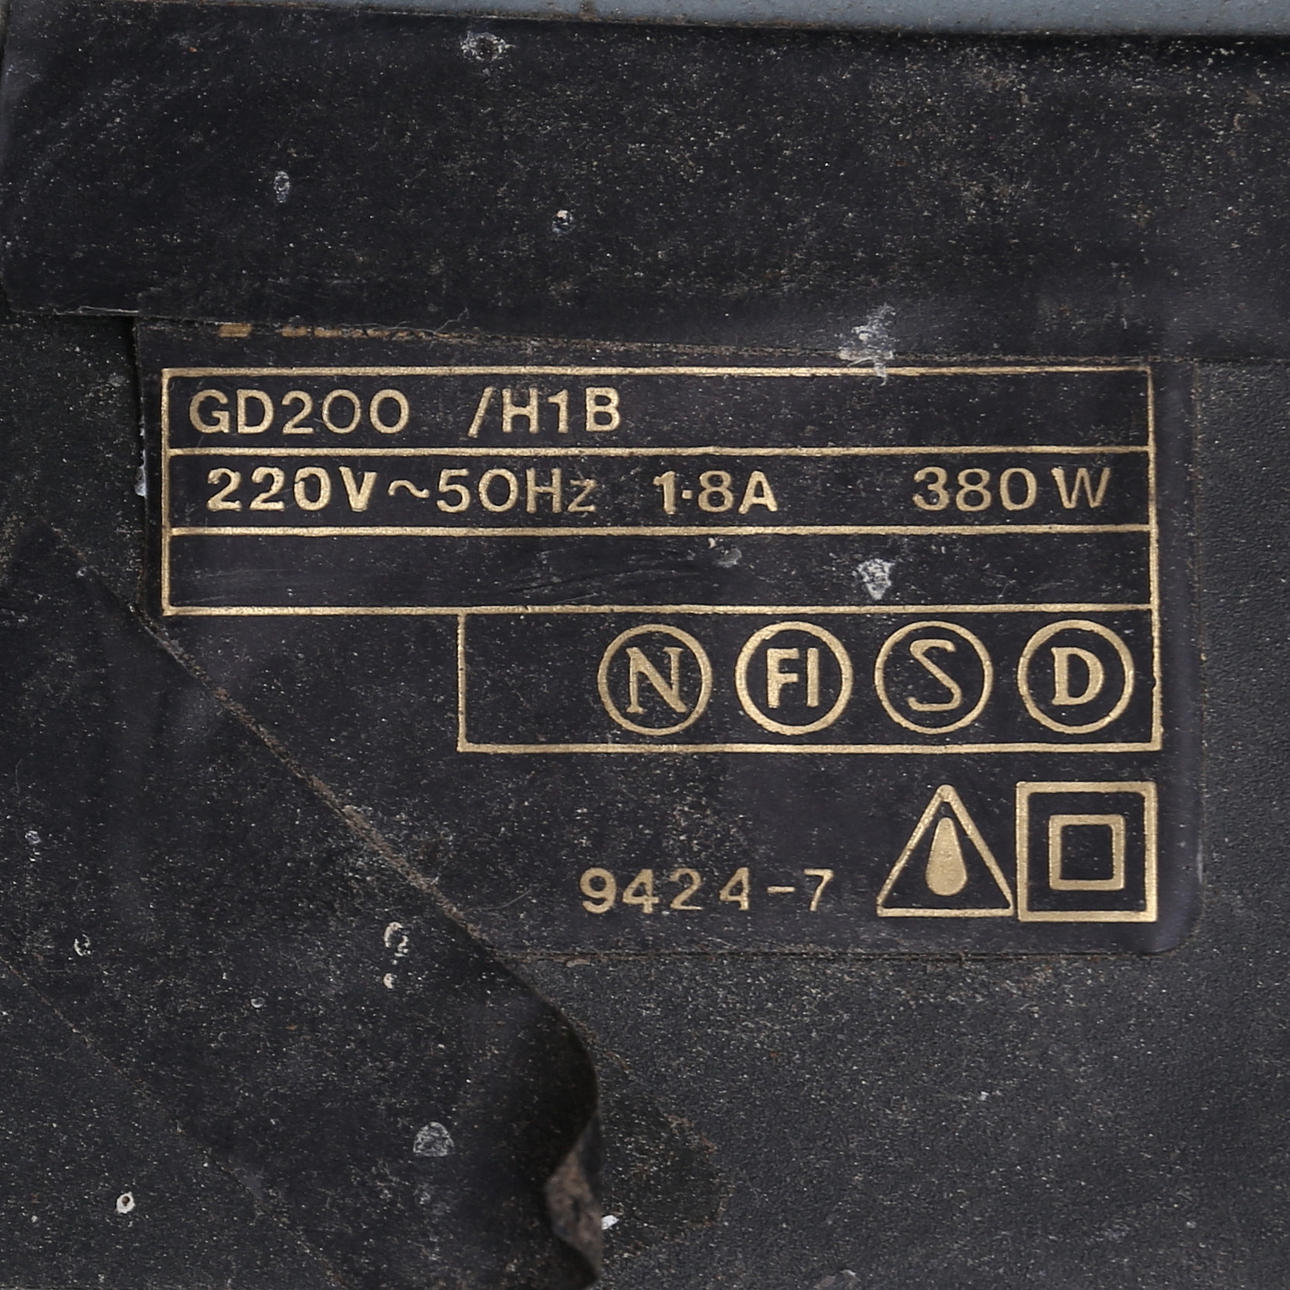 GD200 /H1B
220V~50Hz 1·8A 380W
N FI S D
9424-7